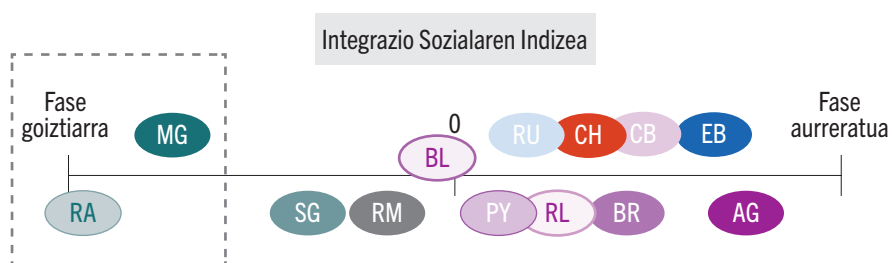 Integrazio Sozialaren Indizea
Fase
goiztiarra
MG
0
BL
RU
CH
CB
EB
Fase
aurreratua
RA
SG
RM
PY
RL
BR
AG